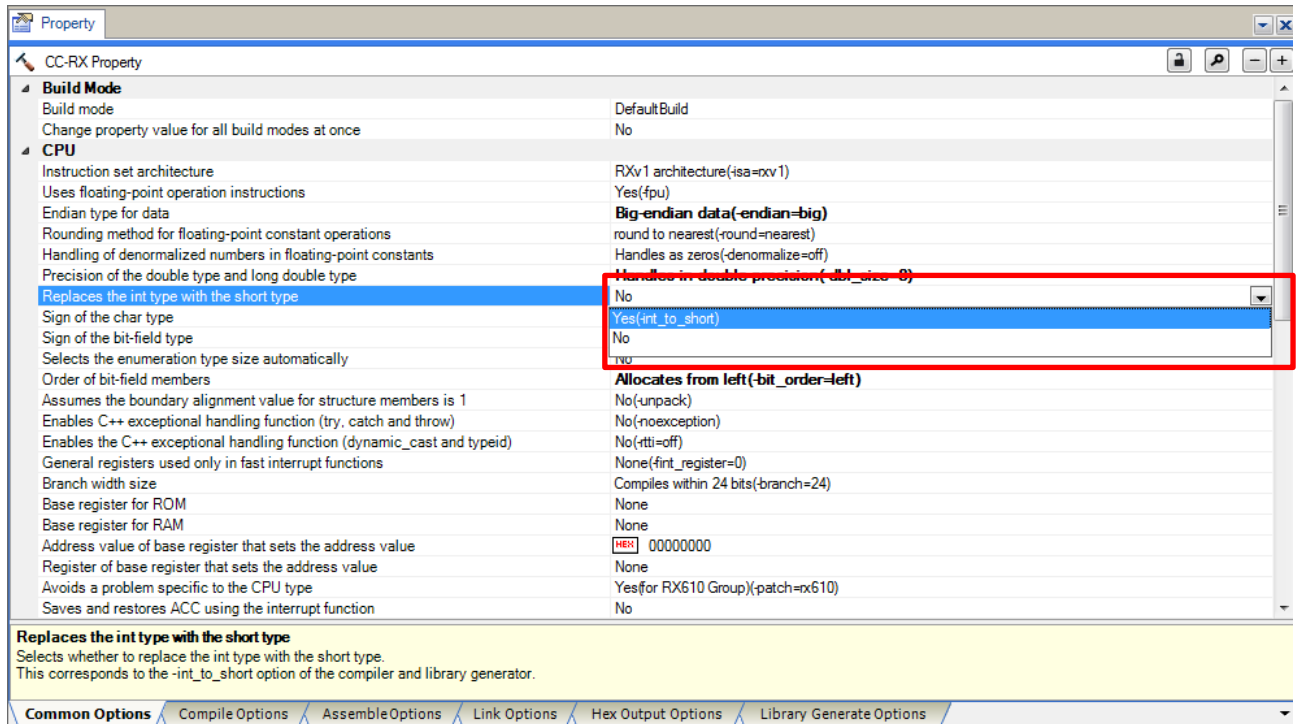 Property
CC-RX Property
Build Mode
Build mode DefaultBuild
Change property value for all build modes at once No
CPU
Instruction set architecture RXv1 architecture(-isa=rxv1)
Uses floating-point operation instructions Yes(-fpu)
Endian type for data Big-endian data(-endian=big)
Rounding method for floating-point constant operations round to nearest(-round=nearest)
Handling of denormalized numbers in floating-point constants Handles as zeros(-denormalize=off)
Precision of the double type and long double type Handles in double precision(-dbl_size=8)
Replaces the int type with the short type No
Sign of the char type Yes(-int_to_short)
Sign of the bit-field type No
Selects the enumeration type size automatically No
Order of bit-field members Allocates from left(-bit_order=left)
Assumes the boundary alignment value for structure members is 1 No(-unpack)
Enables C++ exceptional handling function (try, catch and throw) No(-noexception)
Enables the C++ exceptional handling function (dynamic_cast and typeid) No(-rtti=off)
General registers used only in fast interrupt functions None(-fint_register=0)
Branch width size Compiles within 24 bits(-branch=24)
Base register for ROM None
Base register for RAM None
Address value of base register that sets the address value HEX 00000000
Register of base register that sets the address value None
Avoids a problem specific to the CPU type Yes(for RX610 Group)(-patch=rx610)
Saves and restores ACC using the interrupt function No
Replaces the int type with the short type
Selects whether to replace the int type with the short type.
This corresponds to the -int_to_short option of the compiler and library generator.
Common Options Compile Options Assemble Options Link Options Hex Output Options Library Generate Options